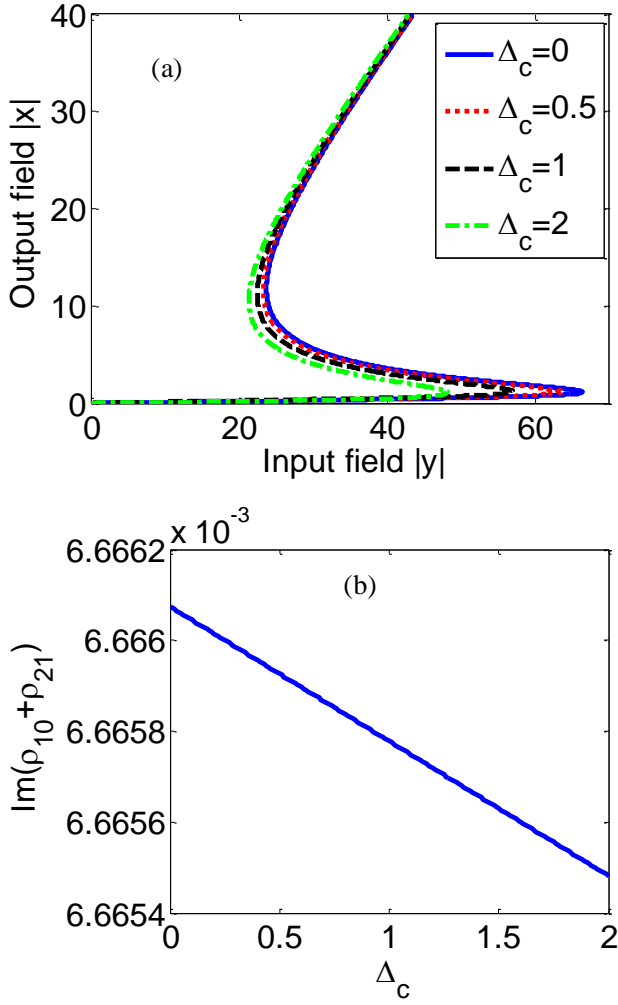 40
30
20
10
0
Output field |x|
(a)
Δc=0
Δc=0.5
Δc=1
Δc=2
0
20
40
60
Input field |y|
x 10^-3
6.6662
6.666
6.6658
6.6656
6.6654
Im(ρ10+ρ21)
(b)
0
0.5
1
1.5
2
Δc